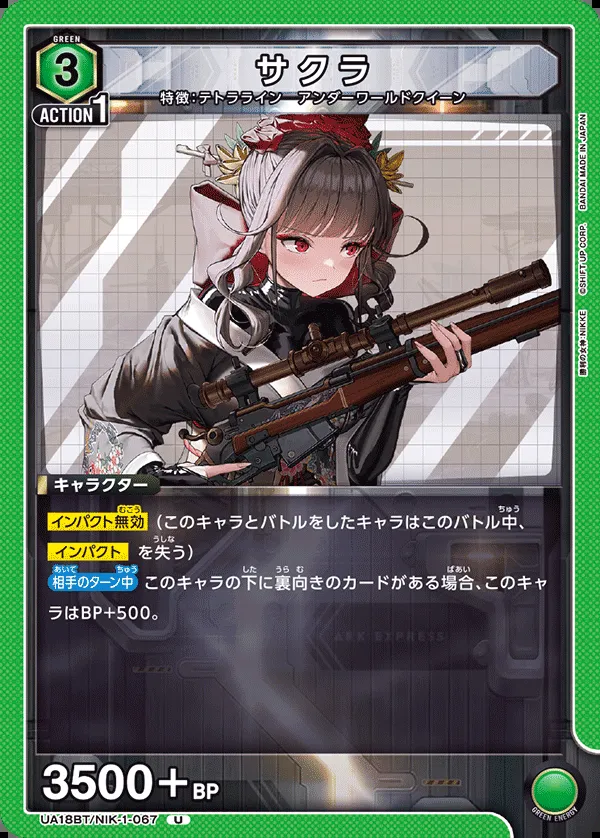 GREEN
3
ACTION 1
サクラ
特徴:テトラライン アンダーワールドクイーン
©SHIFT UP CORP. BANDAI MADE IN JAPAN
勝利の女神:NIKKE
キャラクター
インパクト無効 (このキャラとバトルをしたキャラはこのバトル中、
インパクト を失う)
相手のターン中 このキャラの下に裏向きのカードがある場合、このキャ
ラはBP+500。
ARK EXPRESS
3500+BP
UA18BT/NIK-1-067 U
GREEN ENERGY